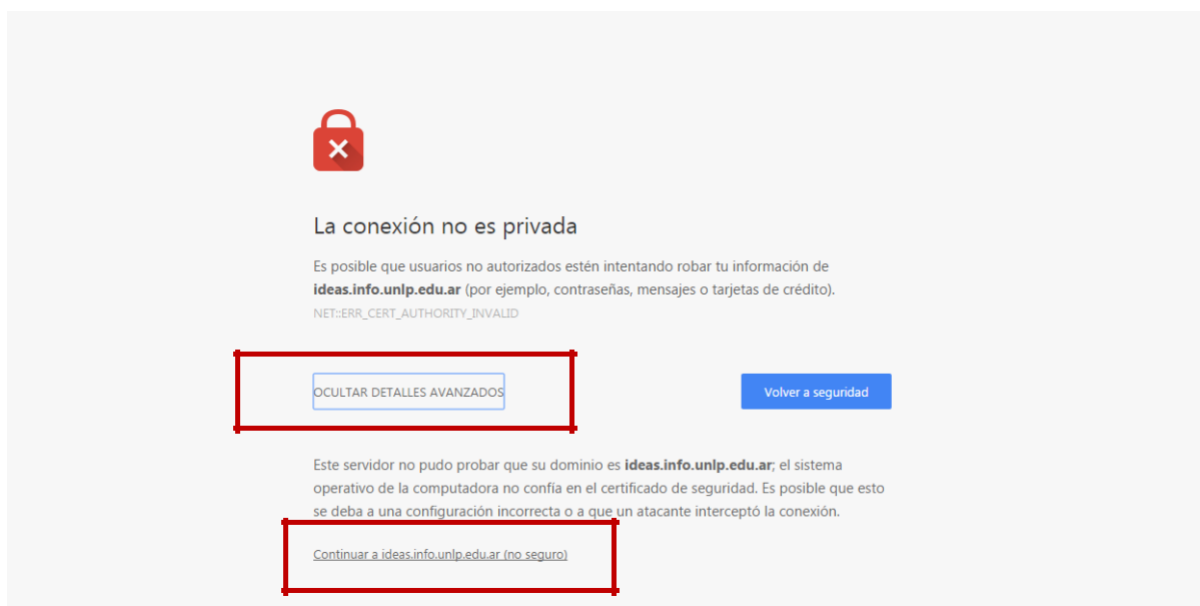 La conexión no es privada
Es posible que usuarios no autorizados estén intentando robar tu información de
ideas.info.unlp.edu.ar (por ejemplo, contraseñas, mensajes o tarjetas de crédito).
NET::ERR_CERT_AUTHORITY_INVALID
OCULTAR DETALLES AVANZADOS
Volver a seguridad
Este servidor no pudo probar que su dominio es ideas.info.unlp.edu.ar; el sistema
operativo de la computadora no confía en el certificado de seguridad. Es posible que esto
se deba a una configuración incorrecta o a que un atacante interceptó la conexión.
Continuar a ideas.info.unlp.edu.ar (no seguro)